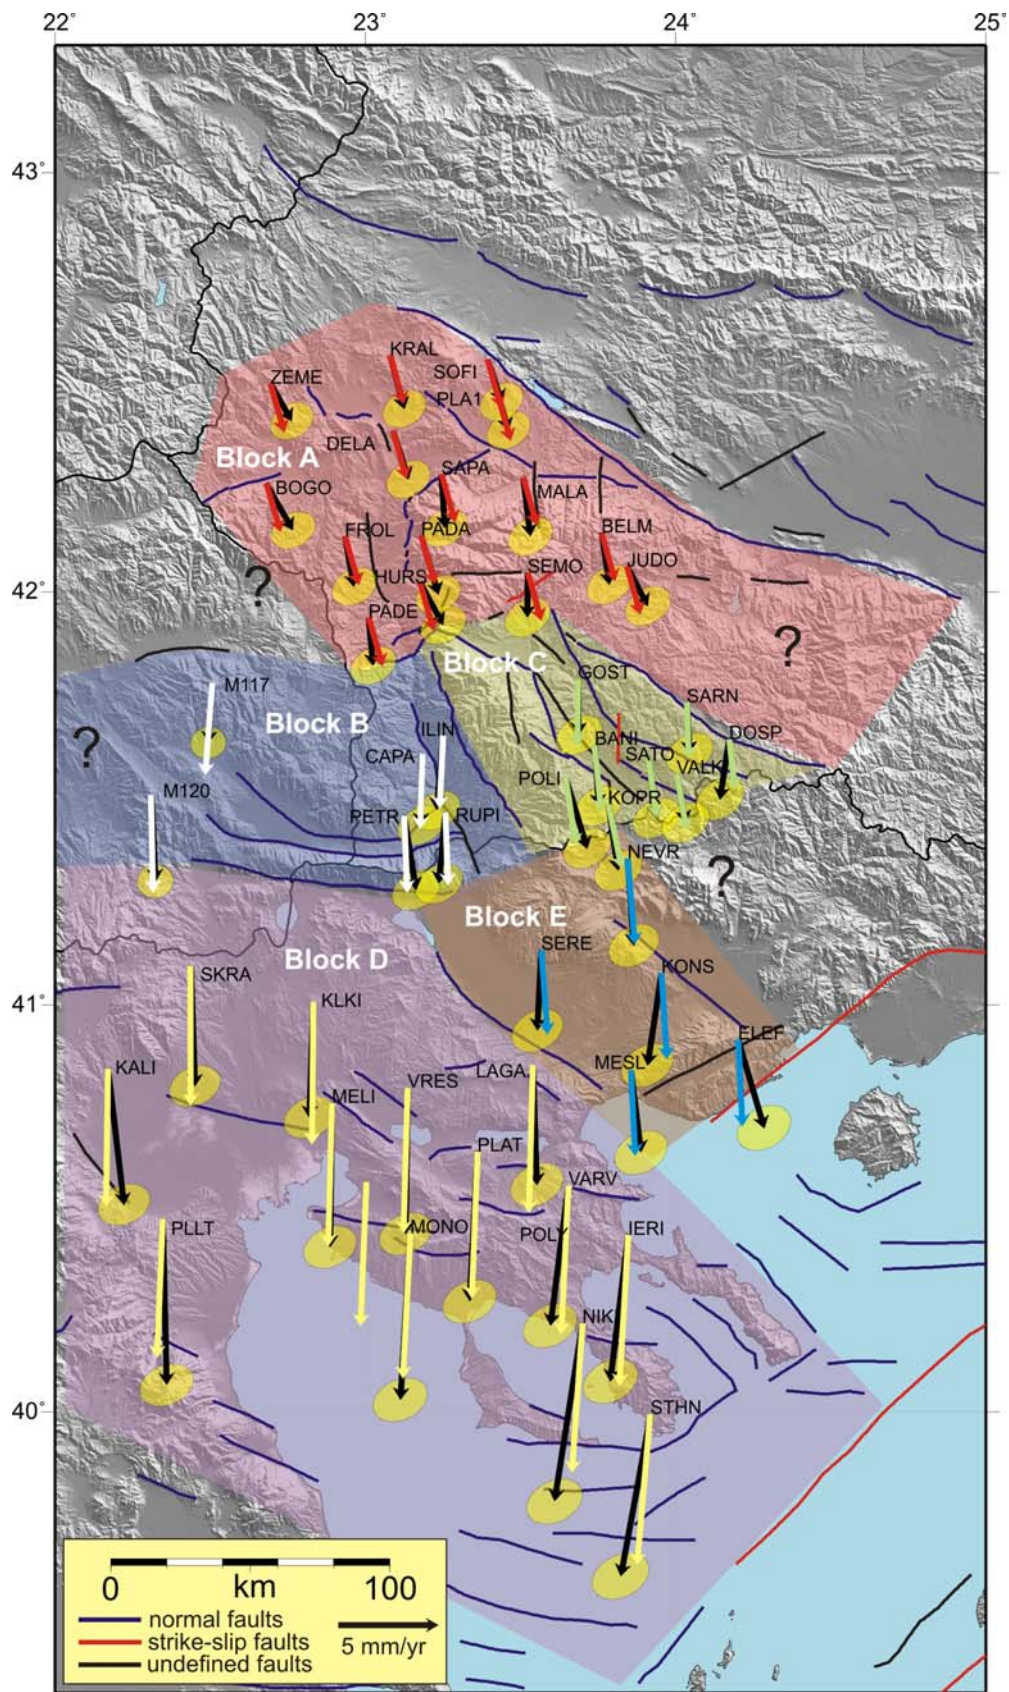 22° 23° 24° 25°
43°
KRAL
SOFI
ZEME
PLA1
DELA
Block A
SAPA
BOGO
MALA
FROL
PADA
BELM
42°
HURS
SEMO
JUDO
?
PADE
?
Block C
GOST
M117
SARN
Block B
ILIN
BANI
DOSP
?
CAPA
SATO
VALK
POLI
M120
KOPR
PETR
RUPI
NEVR
?
Block E
SERE
Block D
KONS
SKRA
41°
KLKI
ELEF
MESL
KALI
LAGA
VRES
MELI
PLAT
VARV
PLLT
MONO
POLY
IERI
NIKI
40°
STHN
0 km 100
normal faults
strike-slip faults
undefined faults
5 mm/yr